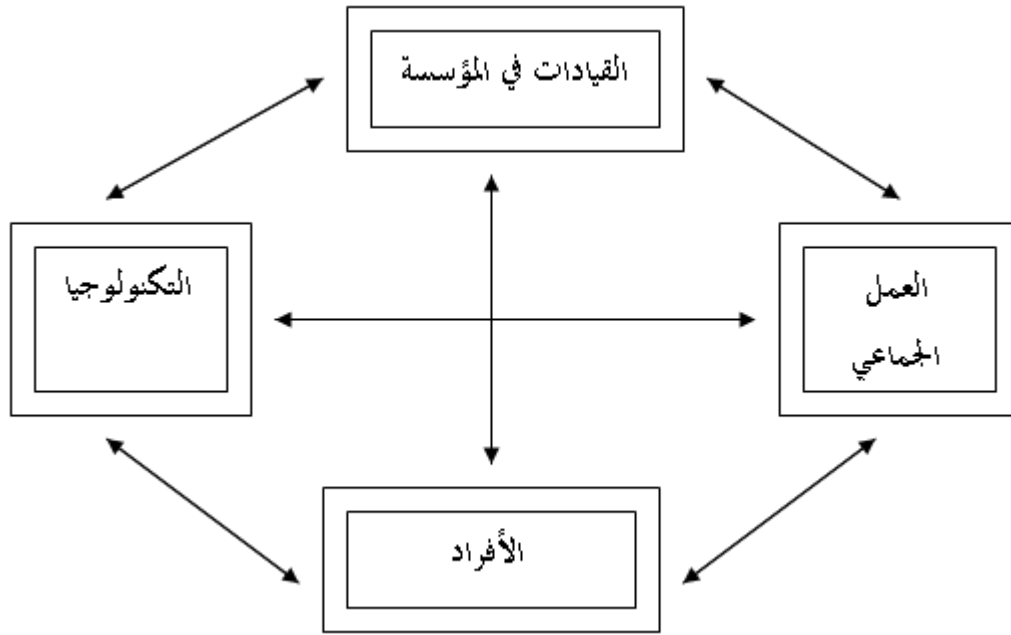 القيادات في المؤسسة
العمل
الجماعي
التكنولوجيا
الأفراد